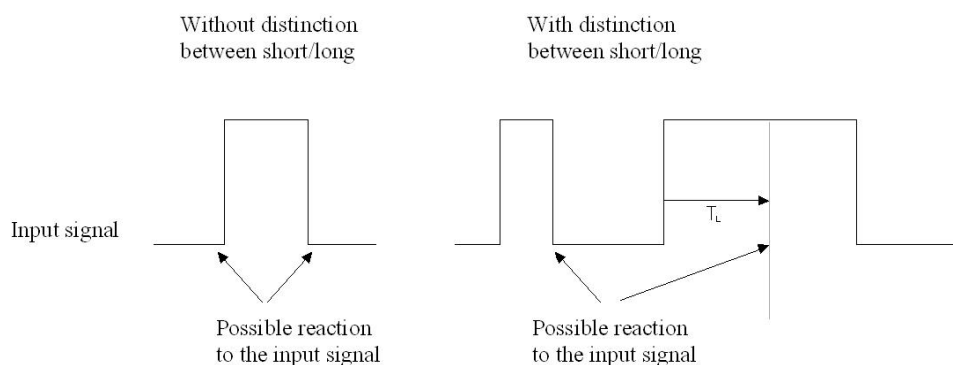 Without distinction
between short/long
With distinction
between short/long
Input signal
T_L
Possible reaction
to the input signal
Possible reaction
to the input signal